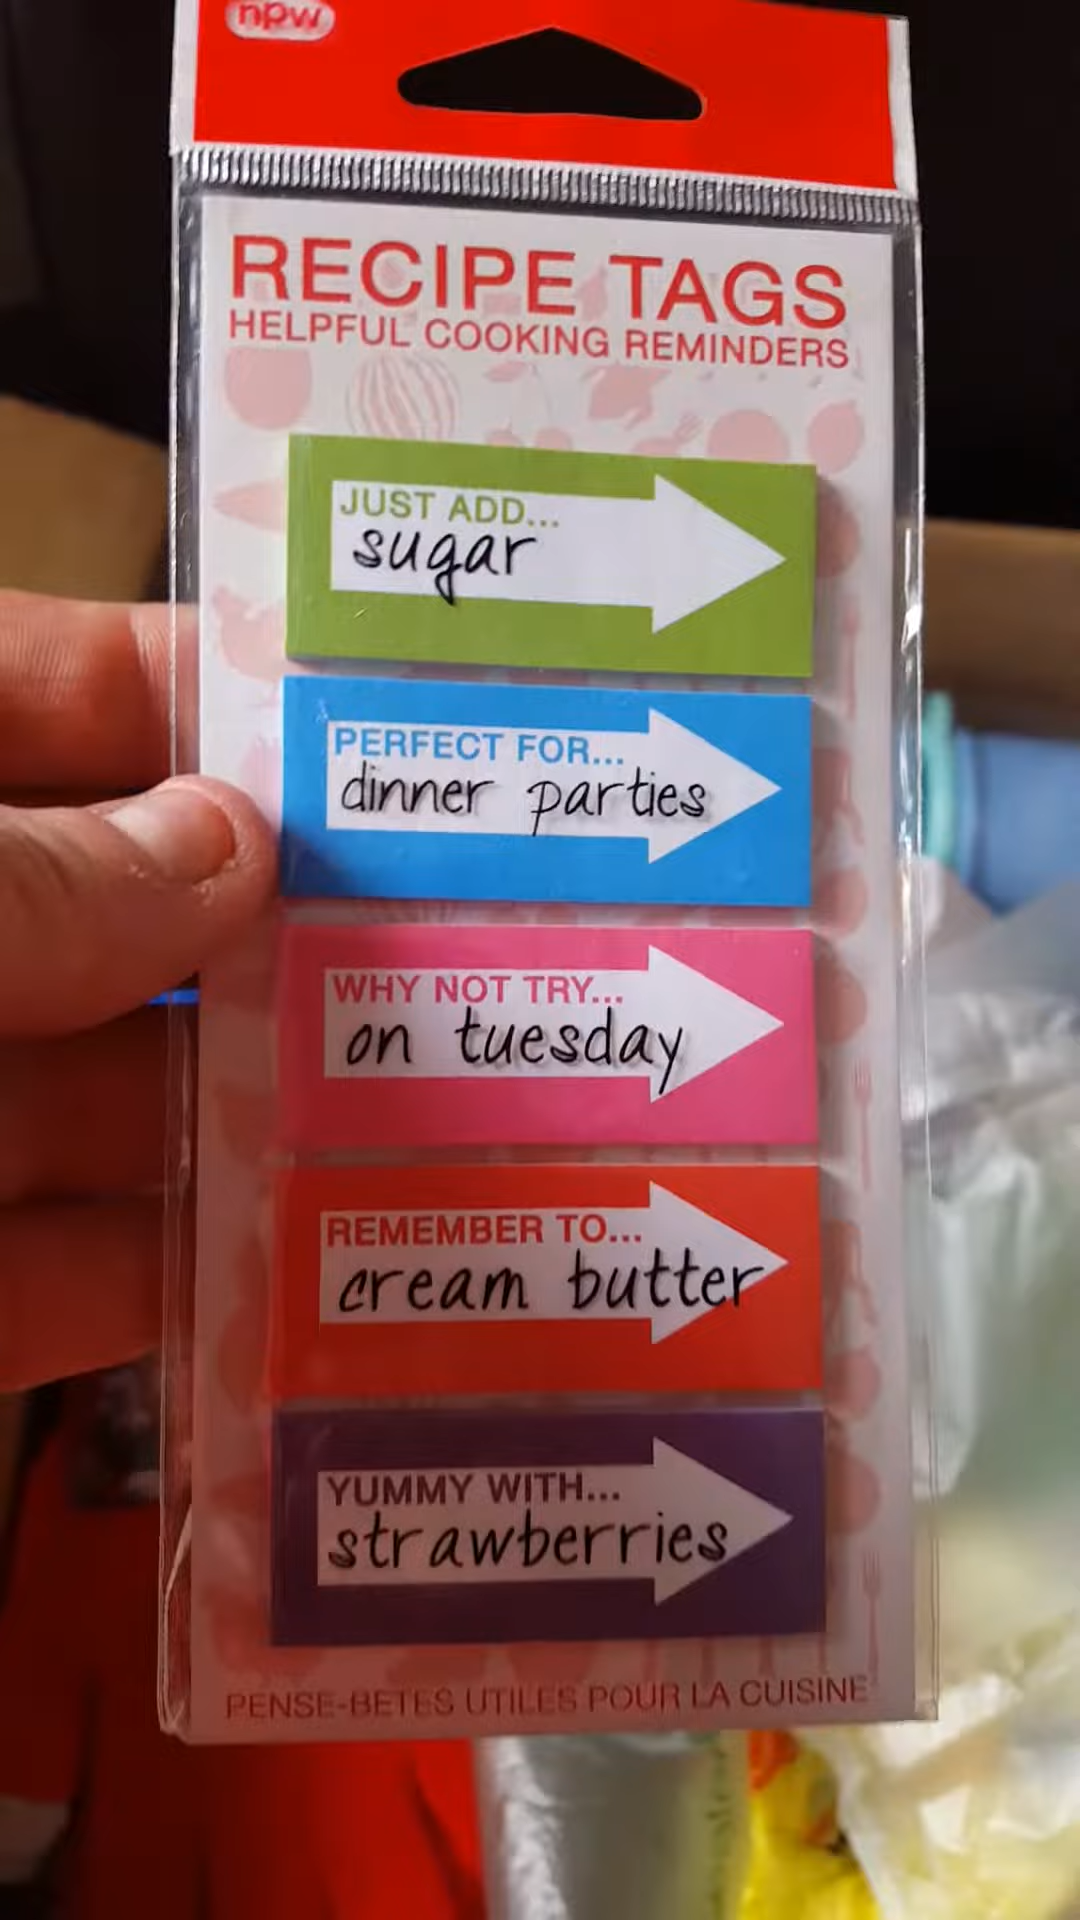 npw
RECIPE TAGS
HELPFUL COOKING REMINDERS
JUST ADD...
sugar
PERFECT FOR...
dinner parties
WHY NOT TRY...
on tuesday
REMEMBER TO...
cream butter
YUMMY WITH...
strawberries
PENSE-BETES UTILES POUR LA CUISINE